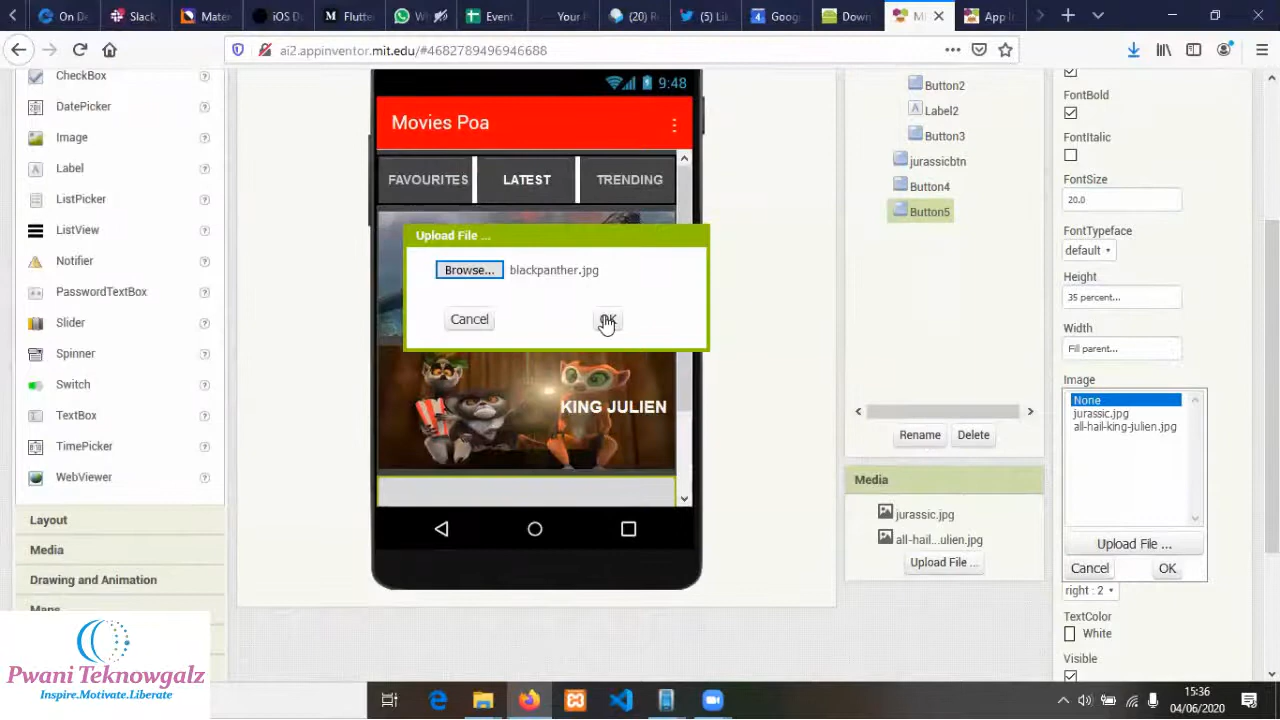 On D
Slack
Mater
iOS D
Flutte
What
Event
Your
(20) R
(5) Li
Goog
Down
Mi
App I
ai2.appinventor.mit.edu/#4682789496946688
CheckBox
DatePicker
Image
Label
ListPicker
ListView
Notifier
PasswordTextBox
Slider
Spinner
Switch
TextBox
TimePicker
WebViewer
Layout
Media
Drawing and Animation
Maps
9:48
Movies Poa
FAVOURITES
LATEST
TRENDING
Upload File ...
Browse...
blackpanther.jpg
Cancel
OK
KING JULIEN
Button2
Label2
Button3
jurassicbtn
Button4
Button5
Rename
Delete
Media
jurassic.jpg
all-hail...ulien.jpg
Upload File ...
FontBold
FontItalic
FontSize
20.0
FontTypeface
default
Height
35 percent...
Width
Fill parent...
Image
None
jurassic.jpg
all-hail-king-julien.jpg
Upload File ...
Cancel
OK
right : 2
TextColor
White
Visible
Pwani Teknowgalz
Inspire.Motivate.Liberate
15:36
04/06/2020